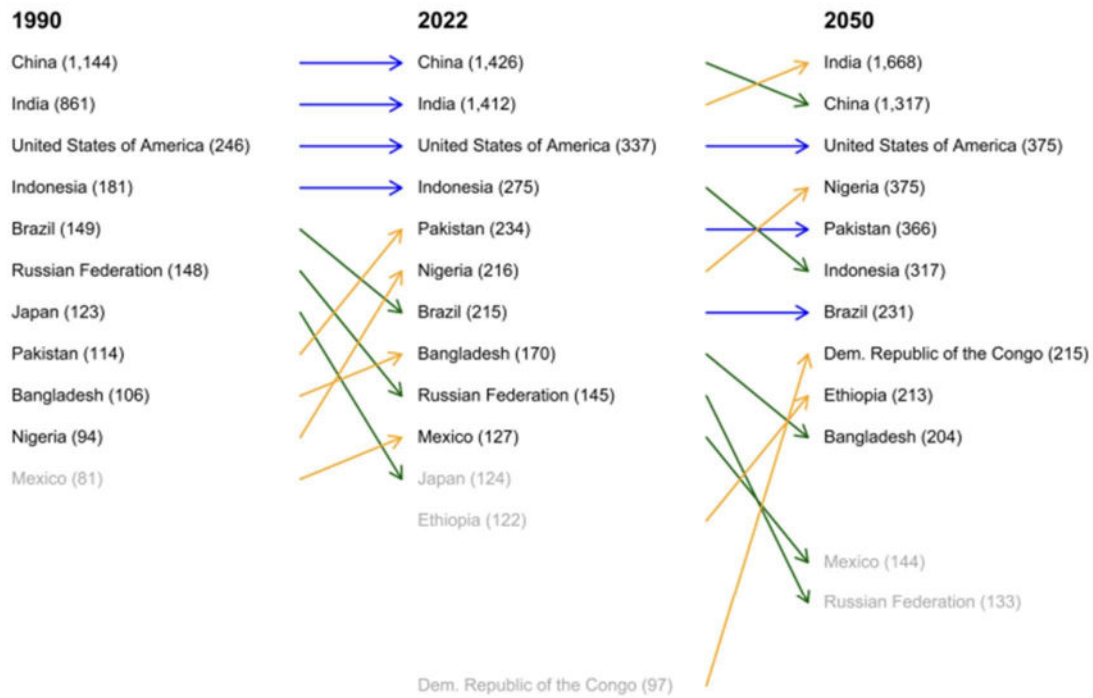 1990
2022
2050
China (1,144)
China (1,426)
India (1,668)
India (861)
India (1,412)
China (1,317)
United States of America (246)
United States of America (337)
United States of America (375)
Indonesia (181)
Indonesia (275)
Nigeria (375)
Brazil (149)
Pakistan (234)
Pakistan (366)
Russian Federation (148)
Nigeria (216)
Indonesia (317)
Japan (123)
Brazil (215)
Brazil (231)
Pakistan (114)
Bangladesh (170)
Dem. Republic of the Congo (215)
Bangladesh (106)
Russian Federation (145)
Ethiopia (213)
Nigeria (94)
Mexico (127)
Bangladesh (204)
Mexico (81)
Japan (124)
Ethiopia (122)
Mexico (144)
Russian Federation (133)
Dem. Republic of the Congo (97)